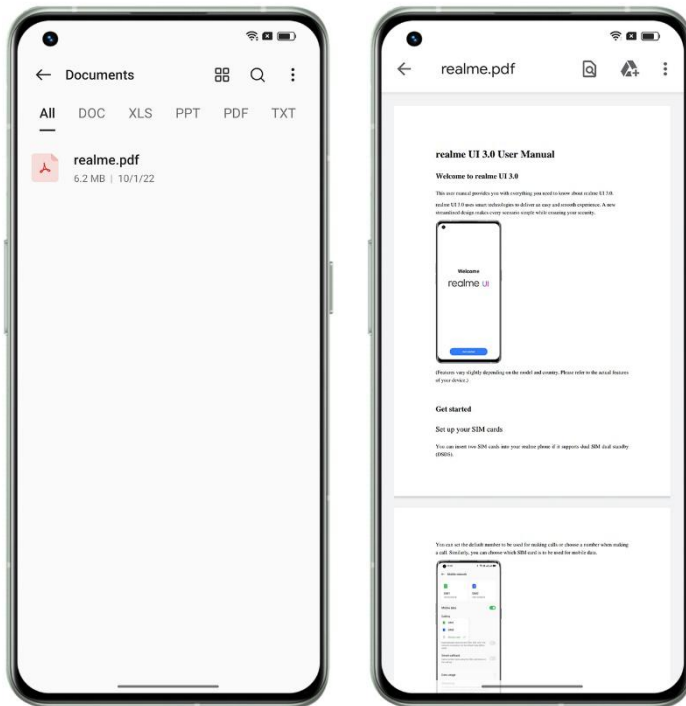 Documents
All DOC XLS PPT PDF TXT
realme.pdf
6.2 MB | 10/1/22
realme.pdf
realme UI 3.0 User Manual
Welcome to realme UI 3.0
This user manual provides you with everything you need to know about realme UI 3.0.
realme UI 3.0 uses smart technologies to deliver an easy and smooth experience. A new
streamlined design makes every scenario simple while ensuring your security.
Welcome
realme UI
(Features vary slightly depending on the model and country. Please refer to the actual features
of your device.)
Get started
Set up your SIM cards
You can insert two SIM cards into your realme phone if it supports dual SIM dual standby
(DSDS).
You can set the default number to be used for making calls or choose a number when making
a call. Similarly, you can choose which SIM card is to be used for mobile data.
Mobile data